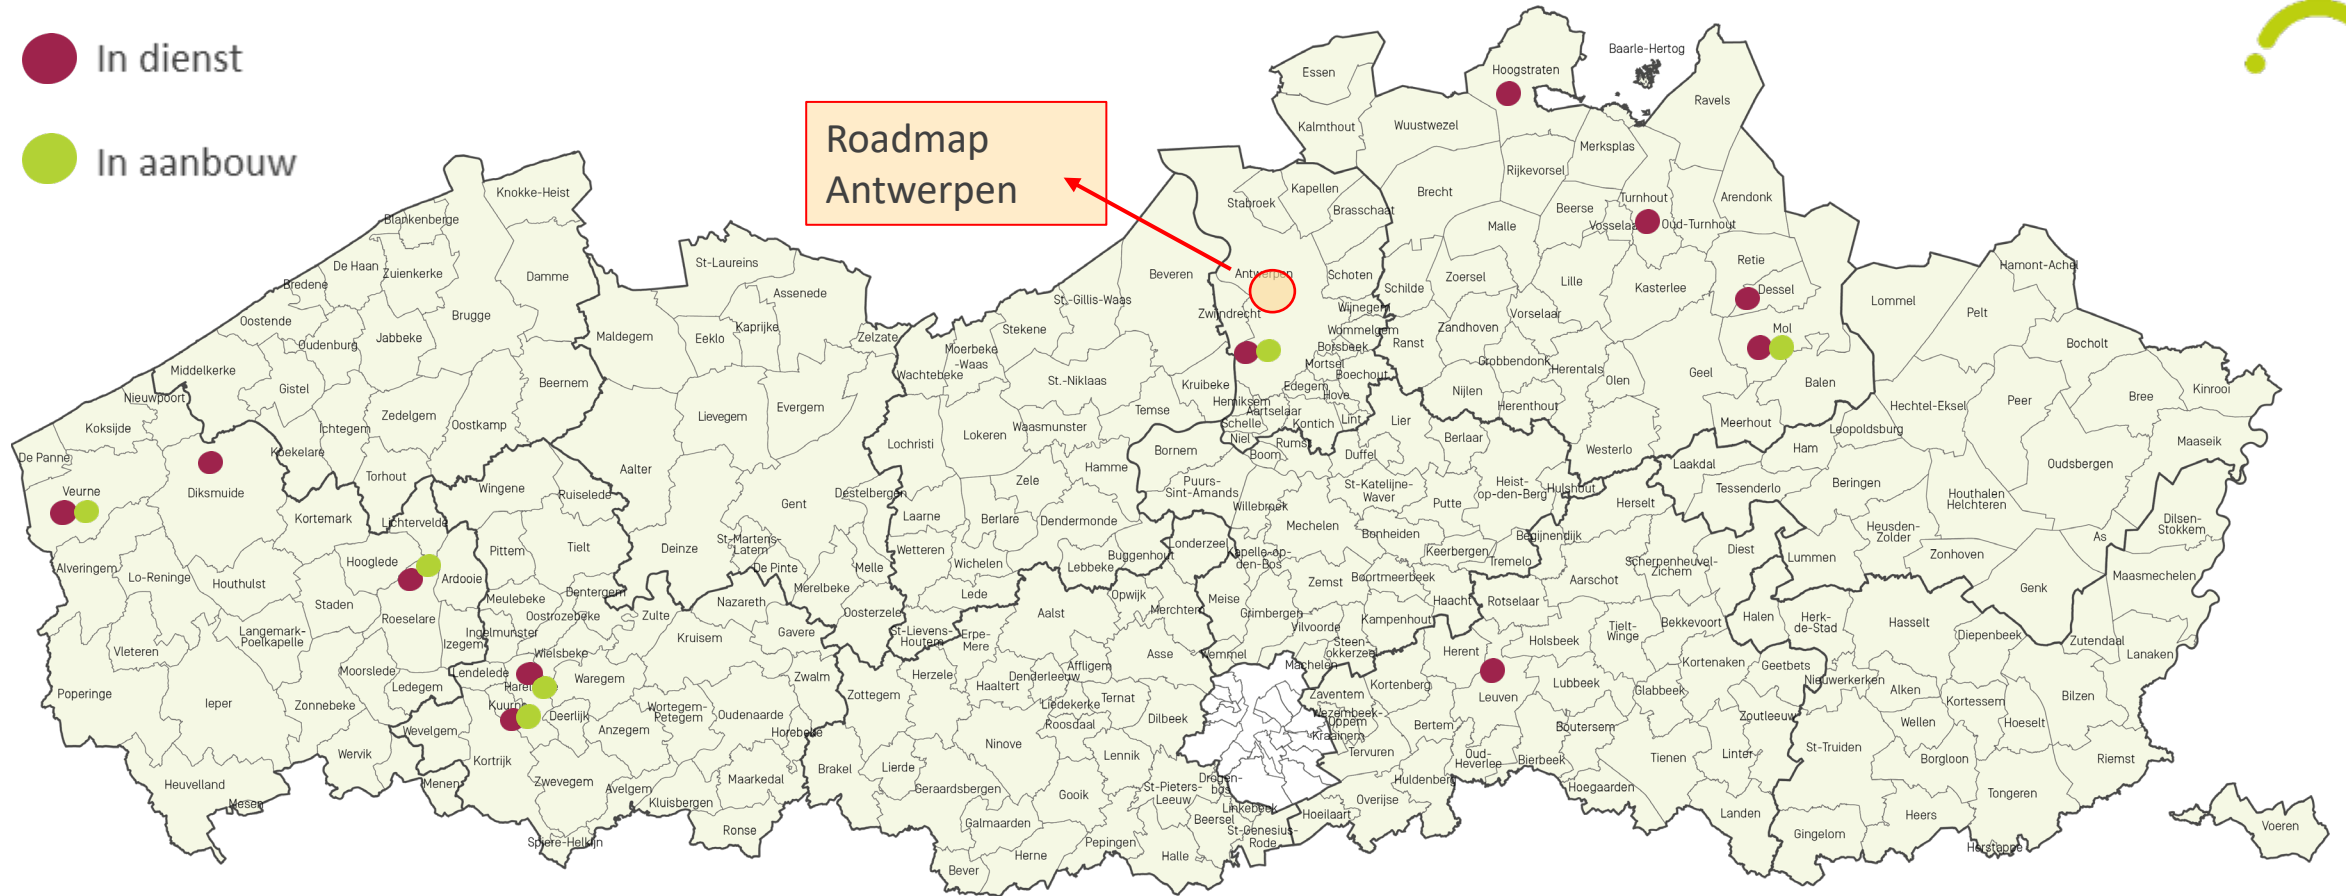 In dienst
In aanbouw
Roadmap
Antwerpen
Knokke-Heist
Blankenberge
De Haan
Zuienkerke
Bredene
Damme
Oostende
Brugge
Oudenburg
Jabbeke
Middelkerke
Gistel
Beernem
Nieuwpoort
Zedelgem
Koksijde
Ichtegem
Oostkamp
De Panne
Koekelare
Torhout
Veurne
Diksmuide
Wingene
Ruiselede
Kortemark
Lichtervelde
Pittem
Tielt
Hooglede
Ardooie
Alveringem
Lo-Reninge
Houthulst
Staden
Meulebeke
Dentergem
Oostrozebeke
Roeselare
Langemark-
Poelkapelle
Ingelmunster
Izegem
Vleteren
Wielsbeke
Moorslede
Lendelede
Ledegem
Waregem
Poperinge
Ieper
Zonnebeke
Kuurne
Deerlijk
Wevelgem
Anzegem
Wervik
Kortrijk
Heuvelland
Mesen
Menen
Zwevegem
Avelgem
Spiere-Helkijn
St-Laureins
Assenede
Maldegem
Eeklo
Kaprijke
Zelzate
Lievegem
Evergem
Wachtebeke
Moerbeke
-Waas
Lochristi
Aalter
Gent
Destelbergen
Deinze
St-Martens-
Latem
De Pinte
Merelbeke
Melle
Nazareth
Zulte
Kruisem
Gavere
Oosterzele
Wortegem-
Petegem
Oudenaarde
Zwalm
Horebeke
Maarkedal
Kluisbergen
Ronse
Brakel
Zottegem
Lierde
Geraardsbergen
Herzele
St-Lievens-
Houtem
Erpe-
Mere
Haaltert
Denderleeuw
Aalst
Ninove
Lede
Wichelen
Wetteren
Laarne
Berlare
Zele
Dendermonde
Lebbeke
Buggenhout
Hamme
Waasmunster
Lokeren
St.-Niklaas
Stekene
St.-Gillis-Waas
Beveren
Kruibeke
Temse
Zwijndrecht
Essen
Kalmthout
Kapellen
Stabroek
Brasschaat
Antwerpen
Schoten
Wijnegem
Wommelgem
Borsbeek
Mortsel
Boechout
Edegem
Hove
Hemiksem
Aartselaar
Schelle
Kontich
Lint
Niel
Rumst
Boom
Hoogstraten
Baarle-Hertog
Ravels
Wuustwezel
Merksplas
Rijkevorsel
Brecht
Turnhout
Arendonk
Beerse
Vosselaar
Oud-Turnhout
Malle
Retie
Zoersel
Lille
Kasterlee
Dessel
Schilde
Vorselaar
Zandhoven
Ranst
Mol
Grobbendonk
Herentals
Olen
Geel
Balen
Nijlen
Herenthout
Meerhout
Lier
Berlaar
Westerlo
Laakdal
Bornem
Duffel
Puurs-
Sint-Amands
St-Katelijne-
Waver
Heist-
op-den-Berg
Hulshout
Putte
Willebroek
Mechelen
Bonheiden
Herselt
Londerzeel
Kapelle-op-
den-Bos
Keerbergen
Begijnendijk
Tremelo
Zemst
Boortmeerbeek
Haacht
Rotselaar
Aarschot
Scherpenheuvel-
Zichem
Diest
Opwijk
Merchtem
Meise
Grimbergen
Vilvoorde
Kampenhout
Steen-
okkerzeel
Herent
Holsbeek
Tielt-
Winge
Bekkevoort
Asse
Wemmel
Machelen
Kortenaken
Geetbets
Affligem
Zaventem
Kortenberg
Leuven
Lubbeek
Glabbeek
Liedekerke
Ternat
Wezembeek-
Oppem
Kraainem
Zoutleeuw
Roosdaal
Dilbeek
Bertem
Boutersem
Lennik
Tervuren
Oud-
Heverlee
Bierbeek
Tienen
Linter
Gooik
St-Pieters-
Leeuw
Drogen-
bos
Huldenberg
Hoegaarden
Linkebeek
Overijse
Landen
Galmaarden
Beersel
Hoeilaart
St-Genesius-
Rode
Pepingen
Herne
Halle
Bever
Hamont-Achel
Lommel
Pelt
Bocholt
Kinrooi
Hechtel-Eksel
Peer
Bree
Leopoldsburg
Maaseik
Ham
Oudsbergen
Tessenderlo
Beringen
Houthalen
Helchteren
Dilsen-
Stokkem
Heusden-
Zolder
As
Lummen
Zonhoven
Genk
Maasmechelen
Halen
Herk-
de-Stad
Hasselt
Diepenbeek
Zutendaal
Lanaken
Nieuwerkerken
Alken
Kortessem
Bilzen
Wellen
Hoeselt
St-Truiden
Borgloon
Riemst
Tongeren
Heers
Gingelom
Herstappe
Voeren